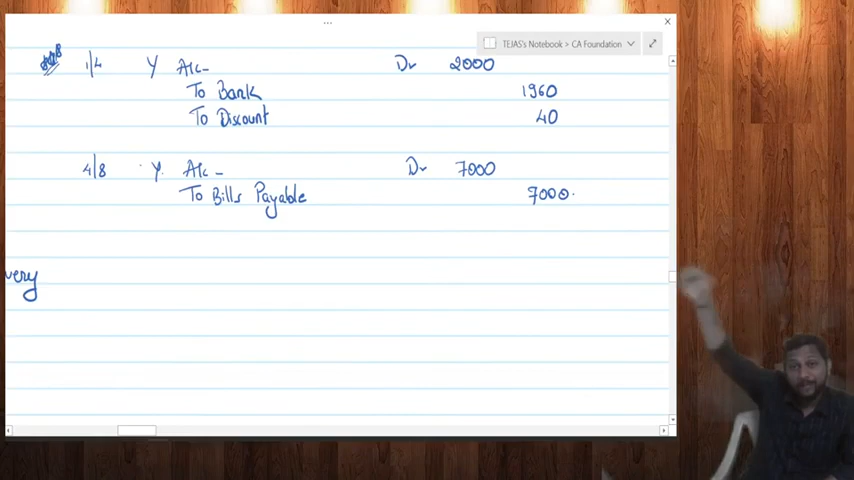 TEJAS's Notebook > CA Foundation
1/4 Y A/c- Dr 2000
To Bank 1960
To Discount 40
4/8 Y A/c- Dr 7000
To Bills Payable 7000
very